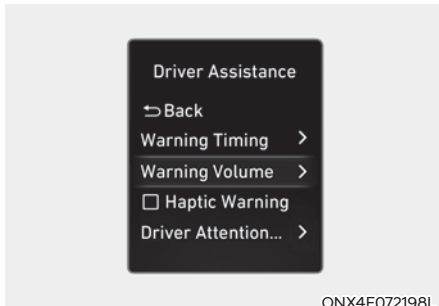 Driver Assistance
Back
Warning Timing
Warning Volume
Haptic Warning
Driver Attention...
ONX4E072198L